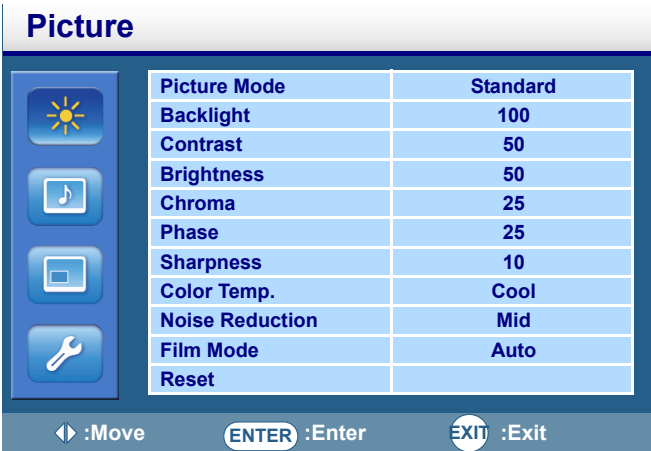 Picture
Picture Mode Standard
Backlight 100
Contrast 50
Brightness 50
Chroma 25
Phase 25
Sharpness 10
Color Temp. Cool
Noise Reduction Mid
Film Mode Auto
Reset
:Move ENTER :Enter EXIT :Exit